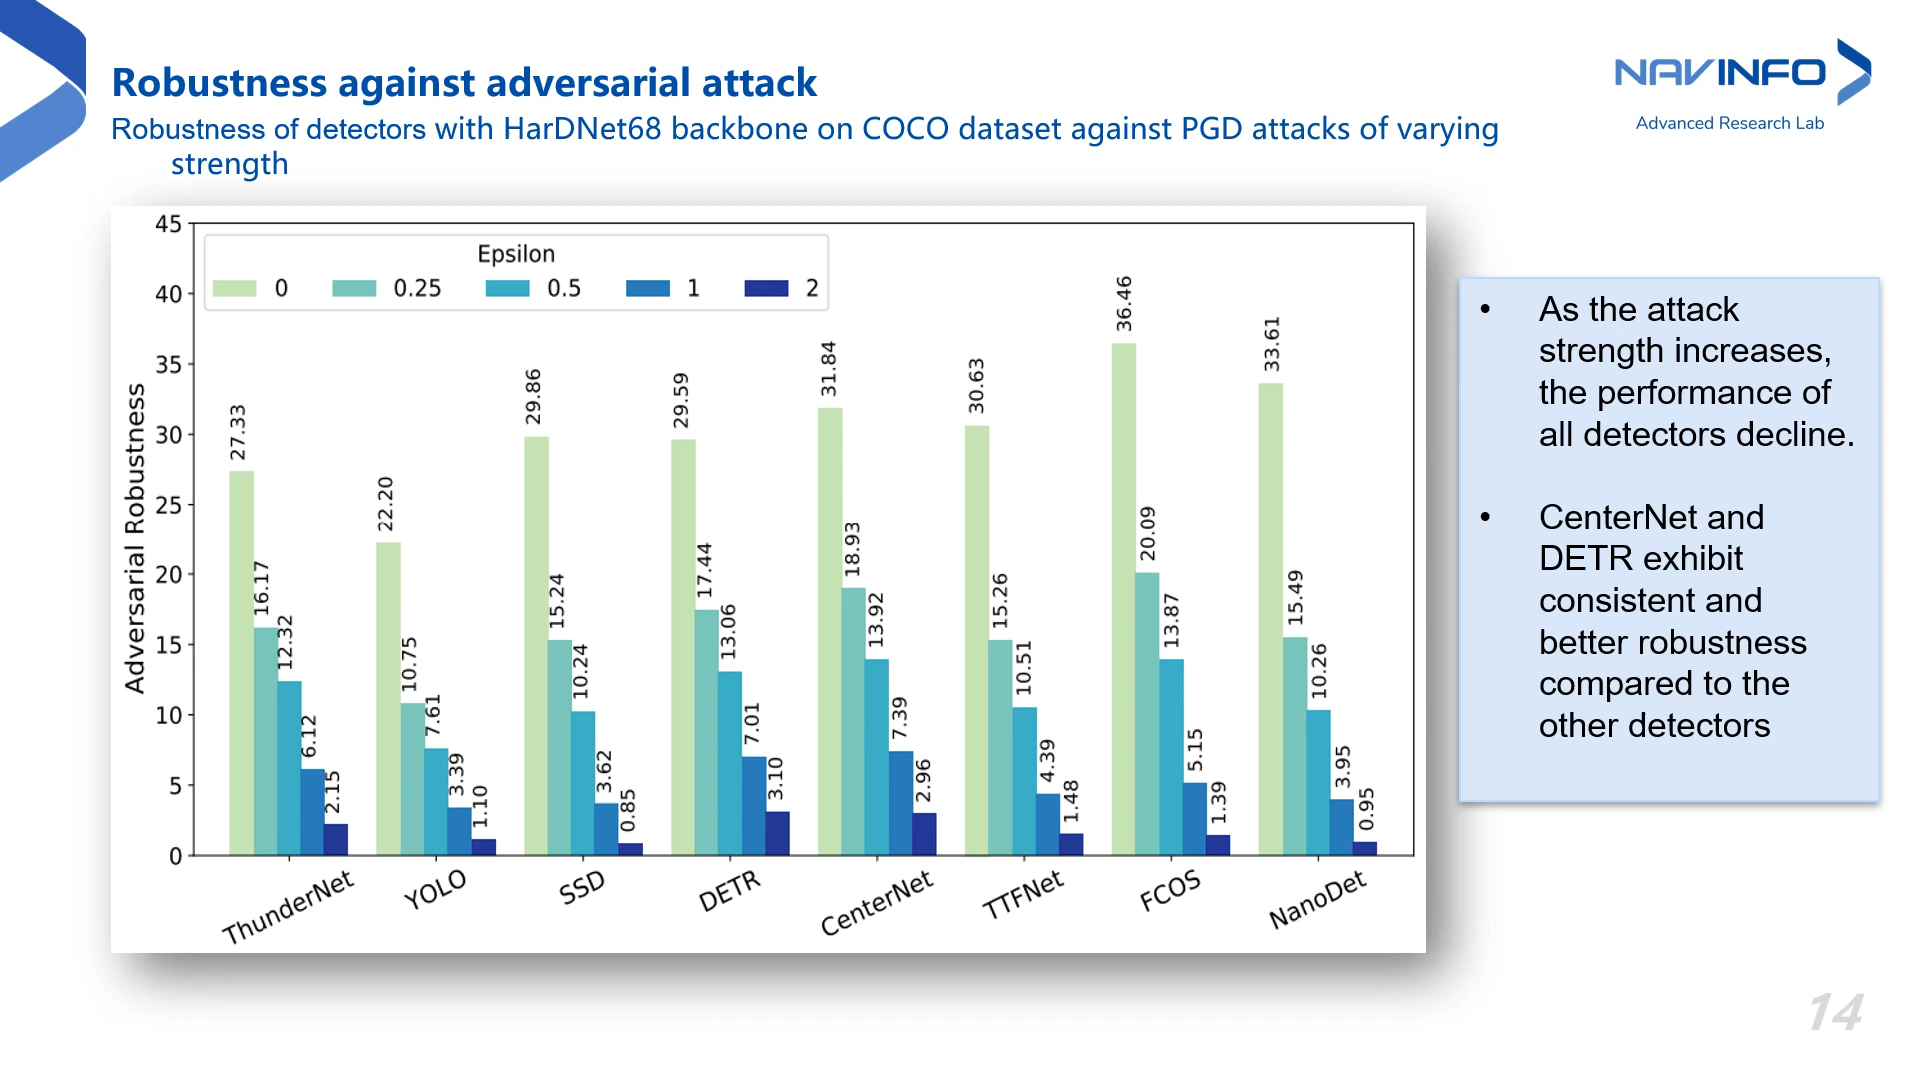 Robustness against adversarial attack
Robustness of detectors with HarDNet68 backbone on COCO dataset against PGD attacks of varying
strength
NAVINFO
Advanced Research Lab
45
40
35
30
25
20
15
10
5
0
Adversarial Robustness
Epsilon
0 0.25 0.5 1 2
27.33 16.17 12.32 6.12 2.15
22.20 10.75 7.61 3.39 1.10
29.86 15.24 10.24 3.62 0.85
29.59 17.44 13.06 7.01 3.10
31.84 18.93 13.92 7.39 2.96
30.63 15.26 10.51 4.39 1.48
36.46 20.09 13.87 5.15 1.39
33.61 15.49 10.26 3.95 0.95
ThunderNet YOLO SSD DETR CenterNet TTFNet FCOS NanoDet
• As the attack
strength increases,
the performance of
all detectors decline.
• CenterNet and
DETR exhibit
consistent and
better robustness
compared to the
other detectors
14